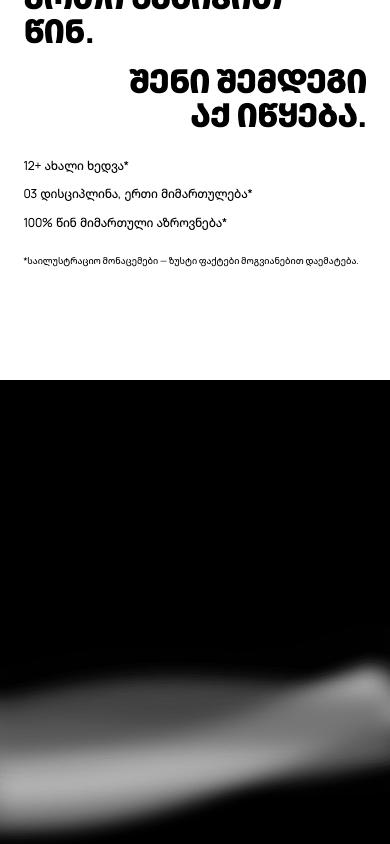 წინ.
შენი შემდეგი
აქ იწყება.
12+ ახალი ხედვა*
03 დისციპლინა, ერთი მიმართულება*
100% წინ მიმართული აზროვნება*
*საილუსტრაციო მონაცემები — ზუსტი ფაქტები მოგვიანებით დაემატება.